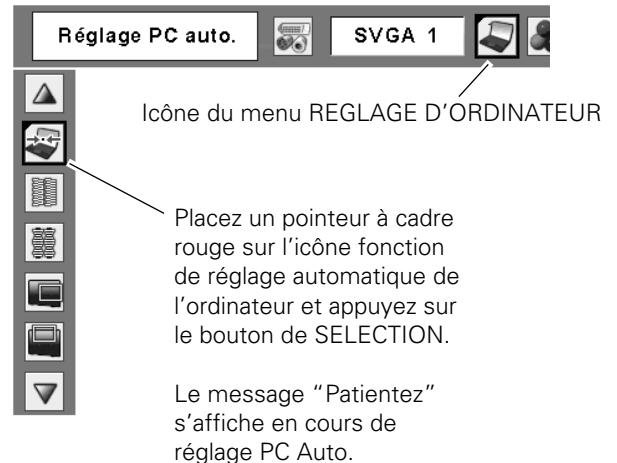 Réglage PC auto.
SVGA 1
Icône du menu REGLAGE D’ORDINATEUR
Placez un pointeur à cadre
rouge sur l’icône fonction
de réglage automatique de
l’ordinateur et appuyez sur
le bouton de SELECTION.
Le message “Patientez”
s’affiche en cours de
réglage PC Auto.